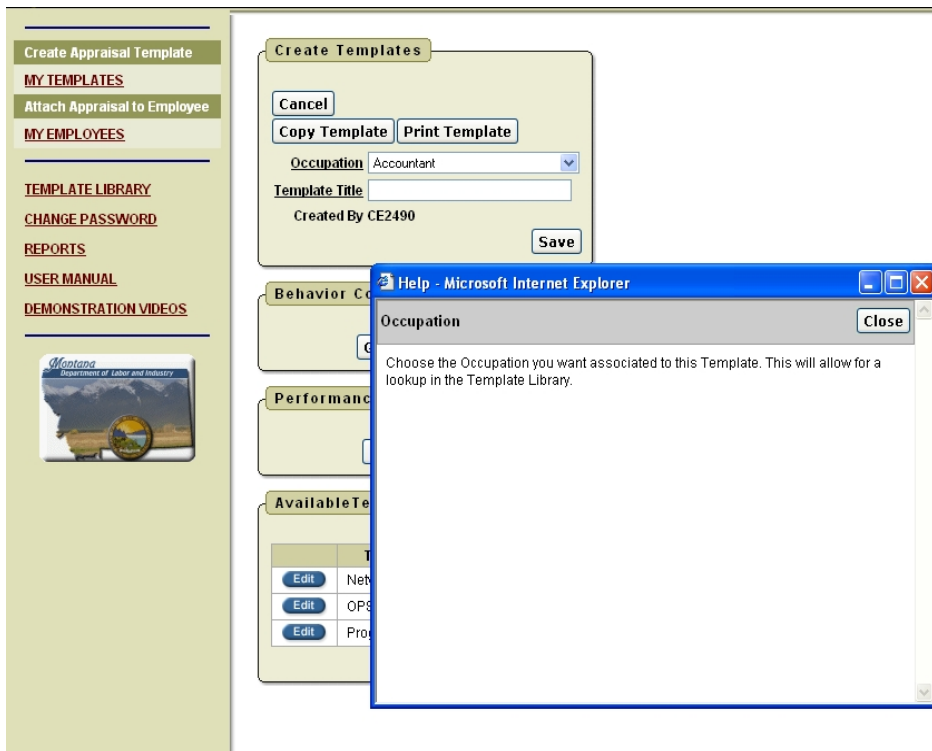 Create Appraisal Template
MY TEMPLATES
Attach Appraisal to Employee
MY EMPLOYEES
TEMPLATE LIBRARY
CHANGE PASSWORD
REPORTS
USER MANUAL
DEMONSTRATION VIDEOS
Montana
Department of Labor and Industry
Create Templates
Cancel
Copy Template Print Template
Occupation Accountant
Template Title
Created By CE2490
Save
Behavior Co
G
Performanc
AvailableTe
T
Edit Netw
Edit OPS
Edit Prog
Help - Microsoft Internet Explorer
Occupation Close
Choose the Occupation you want associated to this Template. This will allow for a
lookup in the Template Library.